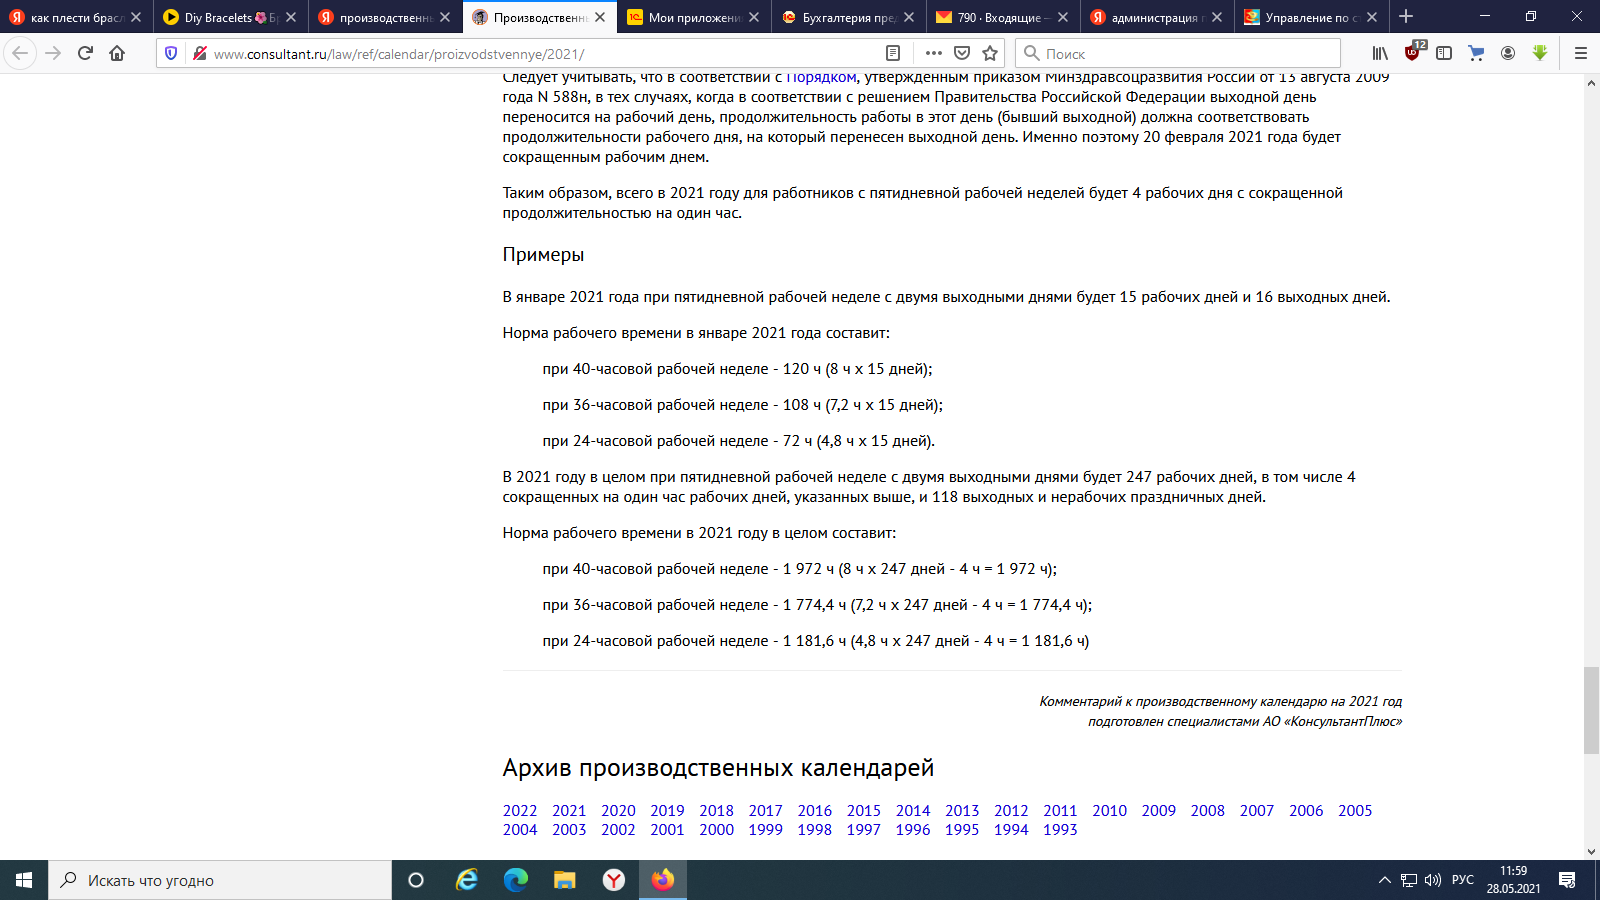 как плести брасл
Diy Bracelets 🌸 Бр
производственнь
Производственнь
Мои приложени
Бухгалтерия пред
790 · Входящие —
администрация г
Управление по ст
www.consultant.ru/law/ref/calendar/proizvodstvennye/2021/
Поиск
12
Следует учитывать, что в соответствии с Порядком, утвержденным приказом Минздравсоцразвития России от 13 августа 2009
года N 588н, в тех случаях, когда в соответствии с решением Правительства Российской Федерации выходной день
переносится на рабочий день, продолжительность работы в этот день (бывший выходной) должна соответствовать
продолжительности рабочего дня, на который перенесен выходной день. Именно поэтому 20 февраля 2021 года будет
сокращенным рабочим днем.
Таким образом, всего в 2021 году для работников с пятидневной рабочей неделей будет 4 рабочих дня с сокращенной
продолжительностью на один час.
Примеры
В январе 2021 года при пятидневной рабочей неделе с двумя выходными днями будет 15 рабочих дней и 16 выходных дней.
Норма рабочего времени в январе 2021 года составит:
при 40-часовой рабочей неделе - 120 ч (8 ч x 15 дней);
при 36-часовой рабочей неделе - 108 ч (7,2 ч x 15 дней);
при 24-часовой рабочей неделе - 72 ч (4,8 ч x 15 дней).
В 2021 году в целом при пятидневной рабочей неделе с двумя выходными днями будет 247 рабочих дней, в том числе 4
сокращенных на один час рабочих дней, указанных выше, и 118 выходных и нерабочих праздничных дней.
Норма рабочего времени в 2021 году в целом составит:
при 40-часовой рабочей неделе - 1 972 ч (8 ч x 247 дней - 4 ч = 1 972 ч);
при 36-часовой рабочей неделе - 1 774,4 ч (7,2 ч x 247 дней - 4 ч = 1 774,4 ч);
при 24-часовой рабочей неделе - 1 181,6 ч (4,8 ч x 247 дней - 4 ч = 1 181,6 ч)
Комментарий к производственному календарю на 2021 год
подготовлен специалистами АО «КонсультантПлюс»
Архив производственных календарей
2022 2021 2020 2019 2018 2017 2016 2015 2014 2013 2012 2011 2010 2009 2008 2007 2006 2005
2004 2003 2002 2001 2000 1999 1998 1997 1996 1995 1994 1993
Искать что угодно
РУС
11:59
28.05.2021